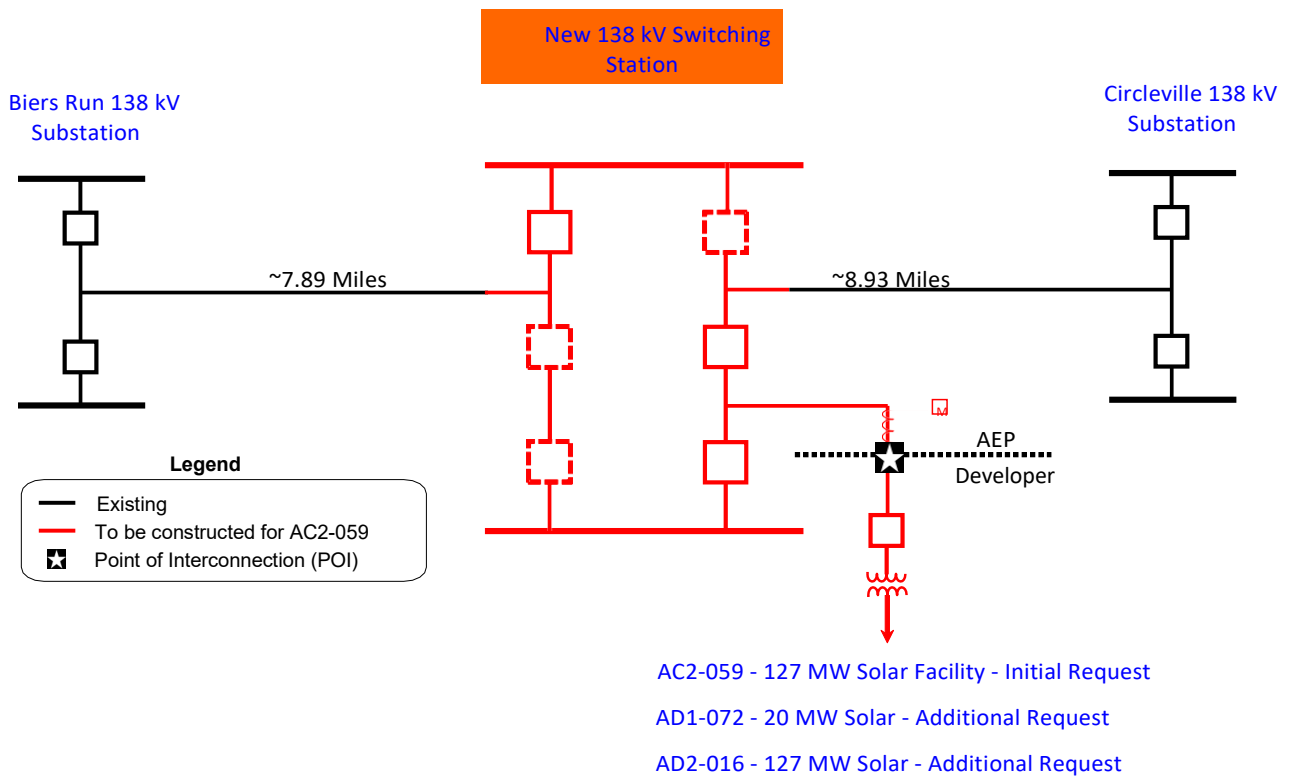 New 138 kV Switching
Station
Biers Run 138 kV
Substation
Circleville 138 kV
Substation
~7.89 Miles
~8.93 Miles
M
AEP
Developer
Legend
Existing
To be constructed for AC2-059
Point of Interconnection (POI)
AC2-059 - 127 MW Solar Facility - Initial Request
AD1-072 - 20 MW Solar - Additional Request
AD2-016 - 127 MW Solar - Additional Request